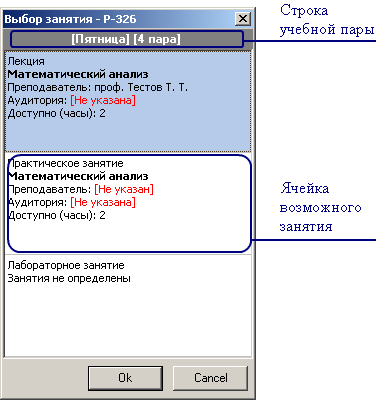 Выбор занятия - Р-326
[Пятница] [4 пара]
Строка
учебной пары
Лекция
Математический анализ
Преподаватель: проф. Тестов Т. Т.
Аудитория: [Не указана]
Доступно (часы): 2
Практическое занятие
Математический анализ
Преподаватель: [Не указан]
Аудитория: [Не указана]
Доступно (часы): 2
Ячейка
возможного
занятия
Лабораторное занятие
Занятия не определены
Ok
Cancel